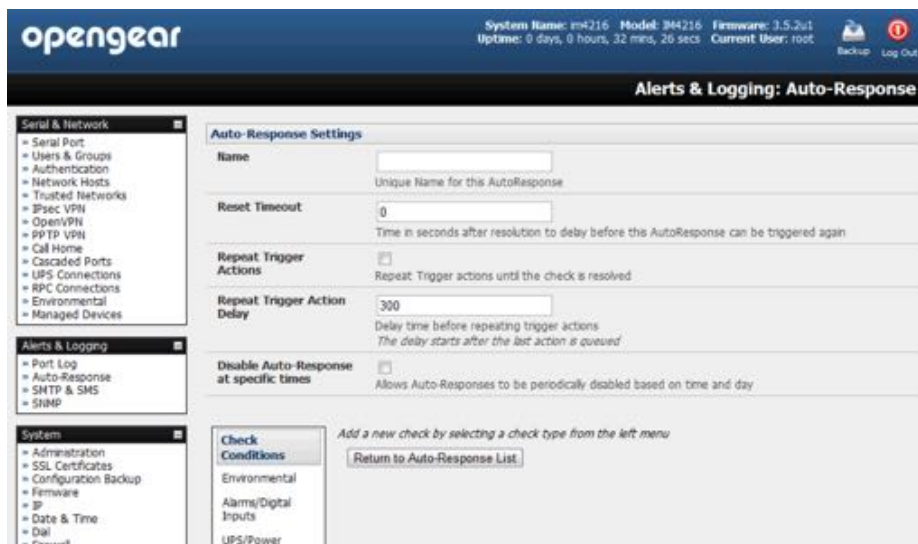 opengear
System Name: im4216 Model: IM4216 Firmware: 3.5.2u1
Uptime: 0 days, 0 hours, 32 mins, 26 secs Current User: root
Backup
Log Out
Alerts & Logging: Auto-Response
Serial & Network
Serial Port
Users & Groups
Authentication
Network Hosts
Trusted Networks
IPsec VPN
OpenVPN
PPTP VPN
Call Home
Cascaded Ports
UPS Connections
RPC Connections
Environmental
Managed Devices
Alerts & Logging
Port Log
Auto-Response
SMTP & SMS
SNMP
System
Administration
SSL Certificates
Configuration Backup
Firmware
IP
Date & Time
Dial
Firewall
Auto-Response Settings
Name
Unique Name for this AutoResponse
Reset Timeout
0
Time in seconds after resolution to delay before this AutoResponse can be triggered again
Repeat Trigger
Actions
Repeat Trigger actions until the check is resolved
Repeat Trigger Action
Delay
300
Delay time before repeating trigger actions
The delay starts after the last action is queued
Disable Auto-Response
at specific times
Allows Auto-Responses to be periodically disabled based on time and day
Check
Conditions
Environmental
Alarms/Digital
Inputs
UPS/Power
Add a new check by selecting a check type from the left menu
Return to Auto-Response List